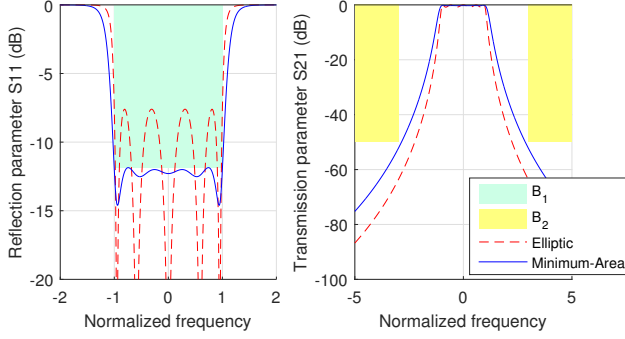 0
-5
-10
-15
-20
-2
-1
0
1
2
Reflection parameter S11 (dB)
Normalized frequency
0
-20
-40
-60
-80
-100
-5
0
5
Transmission parameter S21 (dB)
Normalized frequency
B1
B2
Elliptic
Minimum-Area